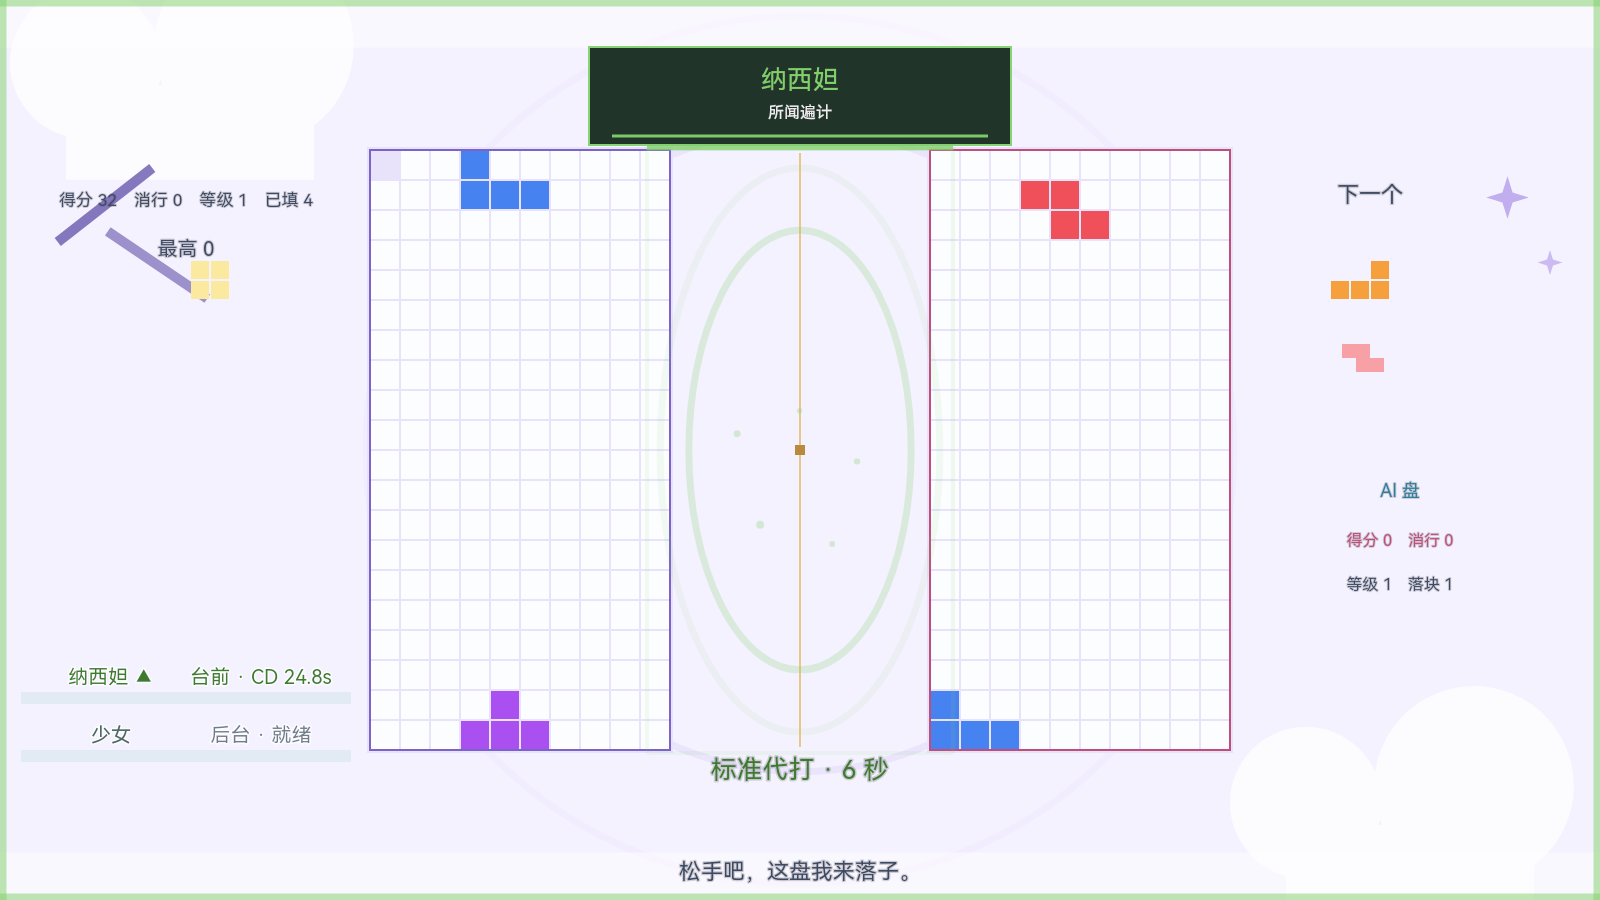 纳西妲
所闻遍计
得分 32 消行 0 等级 1 已填 4
最高 0
下一个
AI 盘
得分 0 消行 0
等级 1 落块 1
纳西妲 ▲ 台前 · CD 24.8s
少女 后台 · 就绪
标准代打 · 6 秒
松手吧，这盘我来落子。